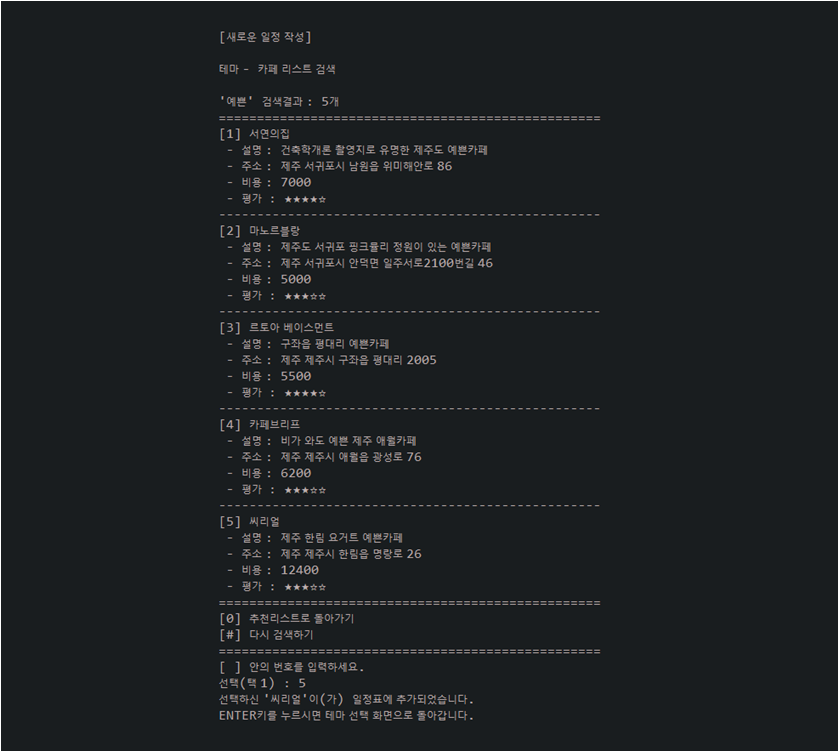 [새로운 일정 작성]
테마 - 카페 리스트 검색
'예쁜' 검색결과 : 5개
==================================================
[1] 서연의집
- 설명 : 건축학개론 촬영지로 유명한 제주도 예쁜카페
- 주소 : 제주 서귀포시 남원읍 위미해안로 86
- 비용 : 7000
- 평가 : ★★★★☆
--------------------------------------------------
[2] 마노르블랑
- 설명 : 제주도 서귀포 핑크뮬리 정원이 있는 예쁜카페
- 주소 : 제주 서귀포시 안덕면 일주서로2100번길 46
- 비용 : 5000
- 평가 : ★★★☆☆
--------------------------------------------------
[3] 르토아 베이스먼트
- 설명 : 구좌읍 평대리 예쁜카페
- 주소 : 제주 제주시 구좌읍 평대리 2005
- 비용 : 5500
- 평가 : ★★★★☆
--------------------------------------------------
[4] 카페브리프
- 설명 : 비가 와도 예쁜 제주 애월카페
- 주소 : 제주 제주시 애월읍 광성로 76
- 비용 : 6200
- 평가 : ★★★☆☆
--------------------------------------------------
[5] 씨리얼
- 설명 : 제주 한림 요거트 예쁜카페
- 주소 : 제주 제주시 한림읍 명랑로 26
- 비용 : 12400
- 평가 : ★★★☆☆
==================================================
[0] 추천리스트로 돌아가기
[#] 다시 검색하기
==================================================
[ ] 안의 번호를 입력하세요.
선택(택1) : 5
선택하신 '씨리얼'이(가) 일정표에 추가되었습니다.
ENTER키를 누르시면 테마 선택 화면으로 돌아갑니다.